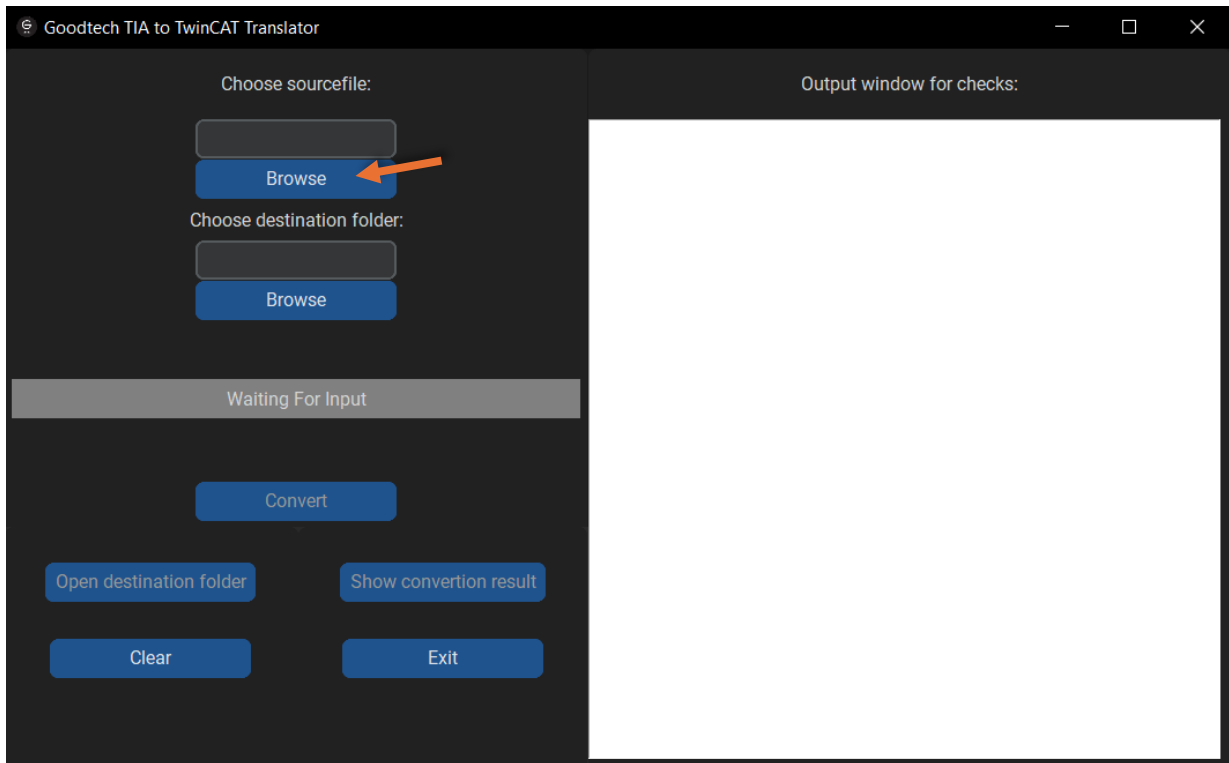 Goodtech TIA to TwinCAT Translator
Choose sourcefile:
Browse
Choose destination folder:
Browse
Waiting For Input
Convert
Open destination folder
Show convertion result
Clear
Exit
Output window for checks: